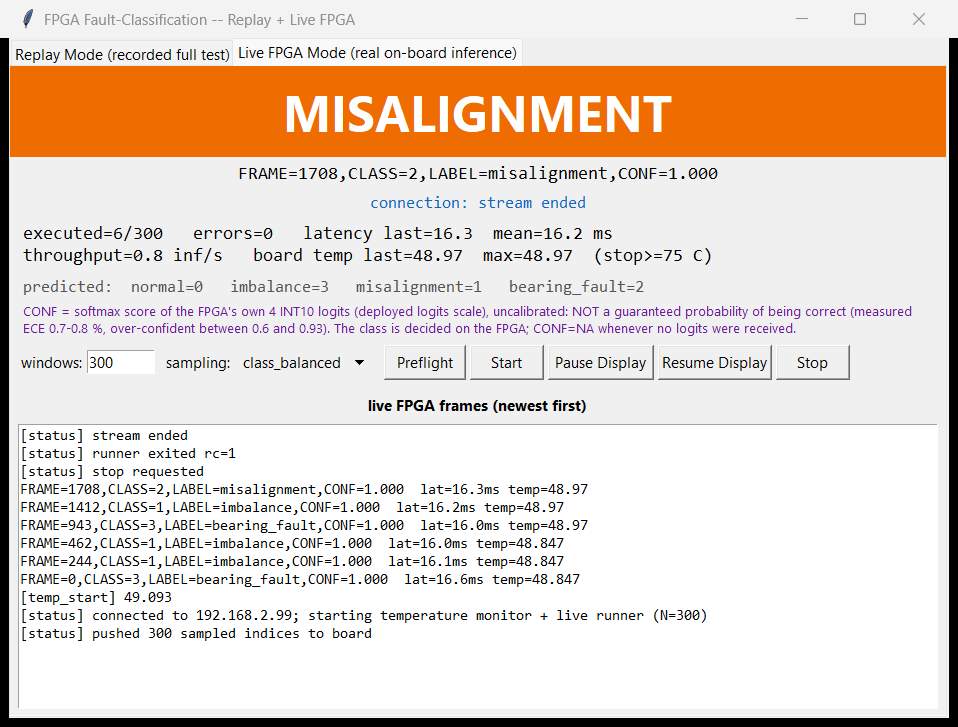 FPGA Fault-Classification -- Replay + Live FPGA
Replay Mode (recorded full test) Live FPGA Mode (real on-board inference)
MISALIGNMENT
FRAME=1708,CLASS=2,LABEL=misalignment,CONF=1.000
connection: stream ended
executed=6/300 errors=0 latency last=16.3 mean=16.2 ms
throughput=0.8 inf/s board temp last=48.97 max=48.97 (stop>=75 C)
predicted: normal=0 imbalance=3 misalignment=1 bearing_fault=2
CONF = softmax score of the FPGA's own 4 INT10 logits (deployed logits scale), uncalibrated: NOT a guaranteed probability of being correct (measured
ECE 0.7-0.8 %, over-confident between 0.6 and 0.93). The class is decided on the FPGA; CONF=NA whenever no logits were received.
windows: 300 sampling: class_balanced Preflight Start Pause Display Resume Display Stop
live FPGA frames (newest first)
[status] stream ended
[status] runner exited rc=1
[status] stop requested
FRAME=1708,CLASS=2,LABEL=misalignment,CONF=1.000 lat=16.3ms temp=48.97
FRAME=1412,CLASS=1,LABEL=imbalance,CONF=1.000 lat=16.2ms temp=48.97
FRAME=943,CLASS=3,LABEL=bearing_fault,CONF=1.000 lat=16.0ms temp=48.97
FRAME=462,CLASS=1,LABEL=imbalance,CONF=1.000 lat=16.0ms temp=48.847
FRAME=244,CLASS=1,LABEL=imbalance,CONF=1.000 lat=16.1ms temp=48.847
FRAME=0,CLASS=3,LABEL=bearing_fault,CONF=1.000 lat=16.6ms temp=48.847
[temp_start] 49.093
[status] connected to 192.168.2.99; starting temperature monitor + live runner (N=300)
[status] pushed 300 sampled indices to board